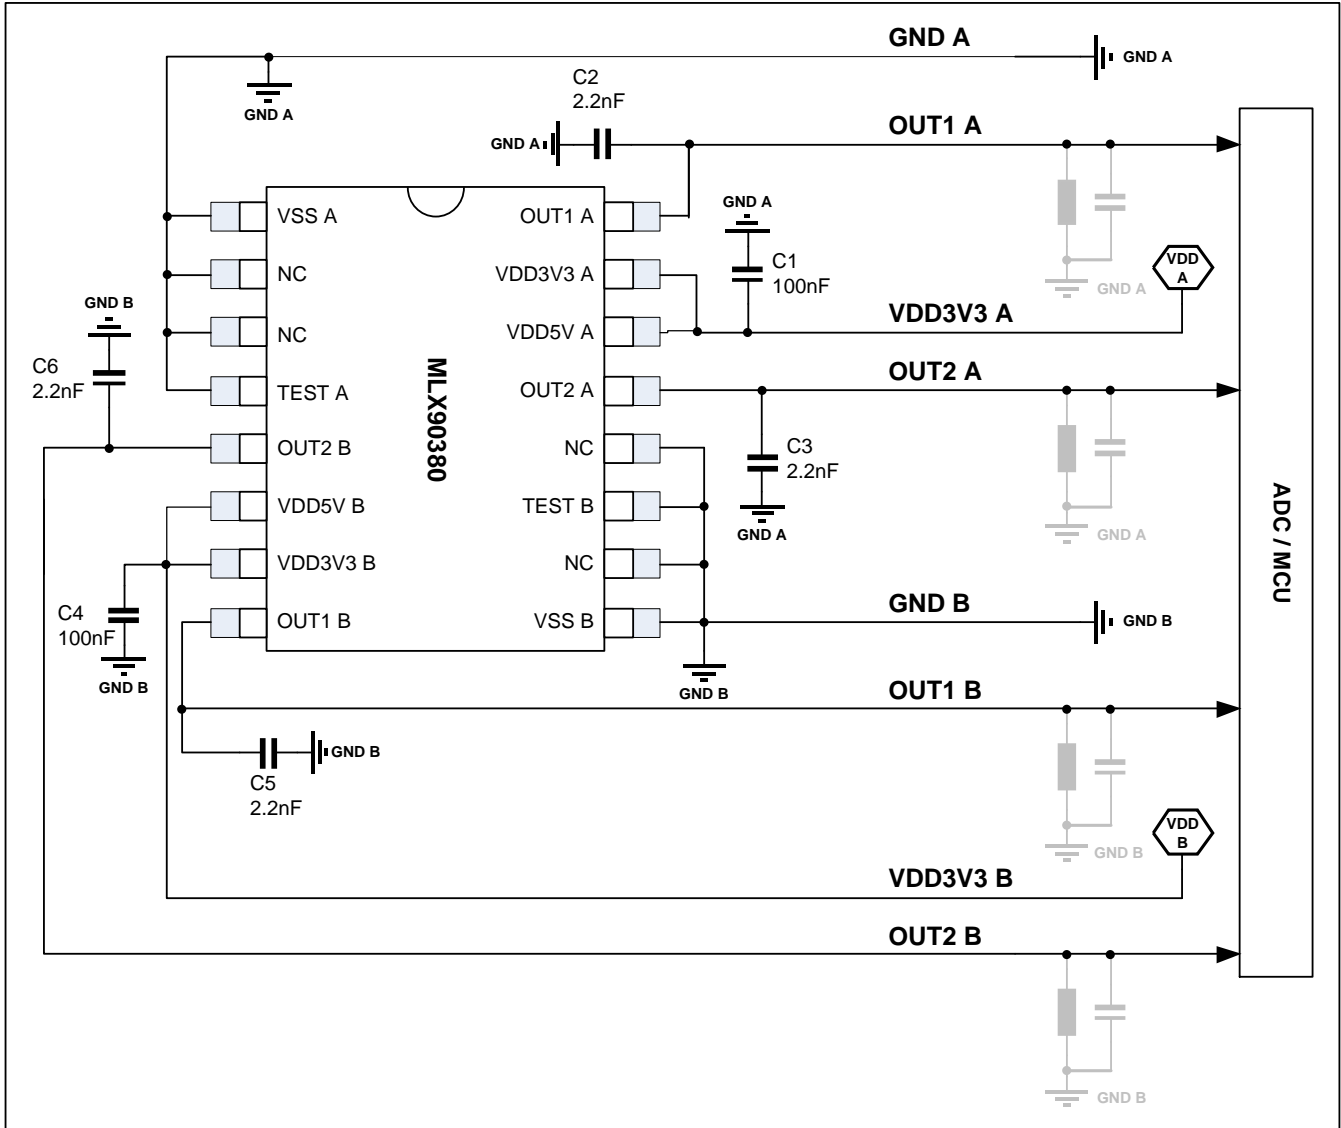 GND A
GND A
GND A
C2
2.2nF
GND A
OUT1 A
VSS A
OUT1 A
GND A
NC
VDD3V3 A
C1
100nF
VDD
A
GND A
GND B
NC
VDD5V A
VDD3V3 A
C6
2.2nF
TEST A
OUT2 A
OUT2 A
MLX90380
OUT2 B
NC
C3
2.2nF
VDD5V B
TEST B
GND A
GND A
ADC / MCU
VDD3V3 B
NC
C4
100nF
OUT1 B
VSS B
GND B
GND B
GND B
GND B
OUT1 B
GND B
C5
2.2nF
VDD
B
GND B
VDD3V3 B
OUT2 B
GND B